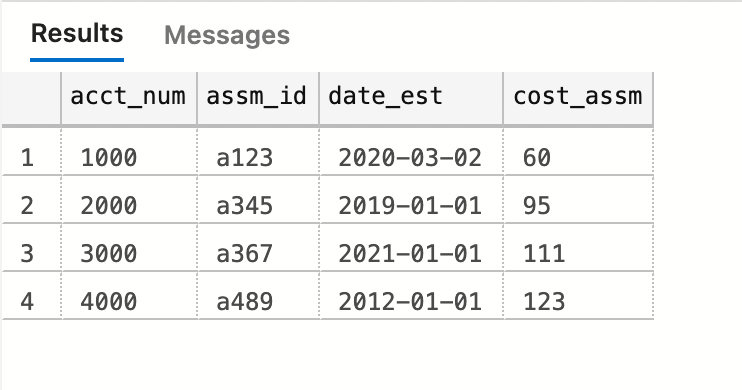 Results Messages
acct_num assm_id date_est cost_assm
1 1000 a123 2020-03-02 60
2 2000 a345 2019-01-01 95
3 3000 a367 2021-01-01 111
4 4000 a489 2012-01-01 123